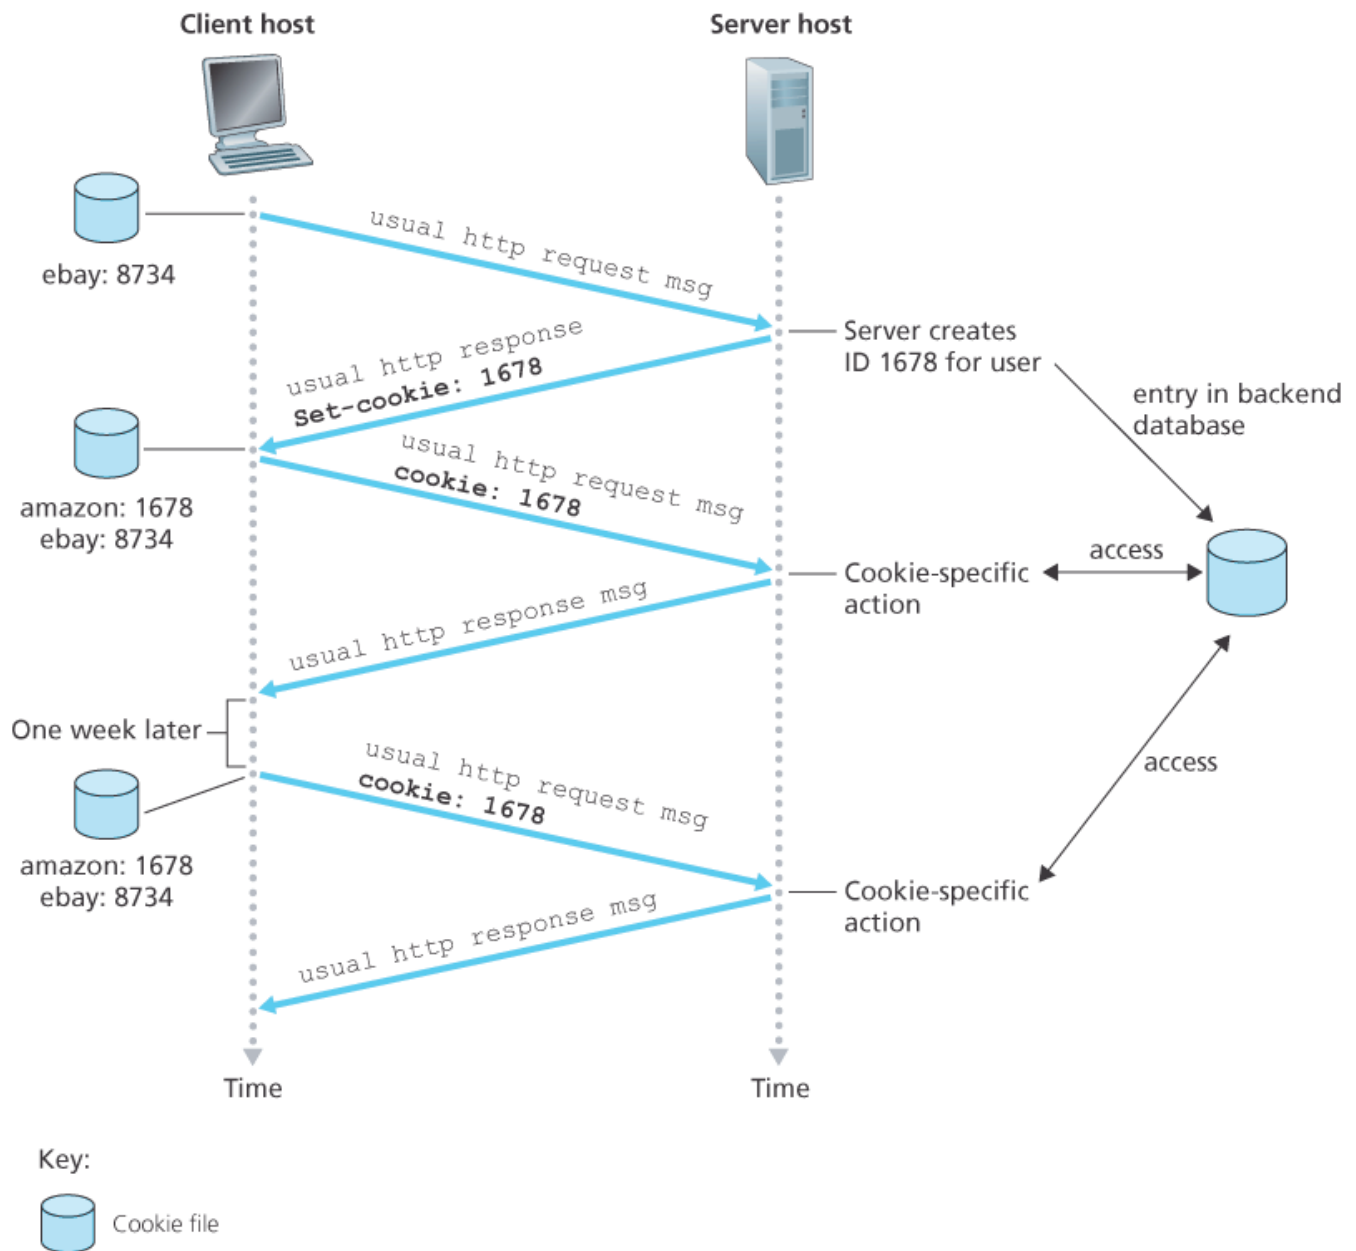 Client host
Server host
ebay: 8734
usual http request msg
Server creates
ID 1678 for user
entry in backend
database
usual http response
Set-cookie: 1678
amazon: 1678
ebay: 8734
usual http request msg
cookie: 1678
Cookie-specific
action
access
usual http response msg
One week later
access
amazon: 1678
ebay: 8734
usual http request msg
cookie: 1678
Cookie-specific
action
usual http response msg
Time
Time
Key:
Cookie file